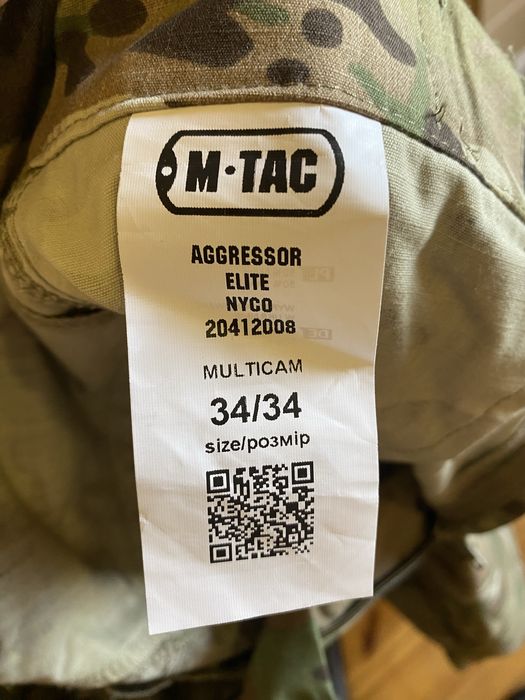 M·TAC
AGGRESSOR
ELITE
NYCO
20412008
MULTICAM
34/34
size/розмір